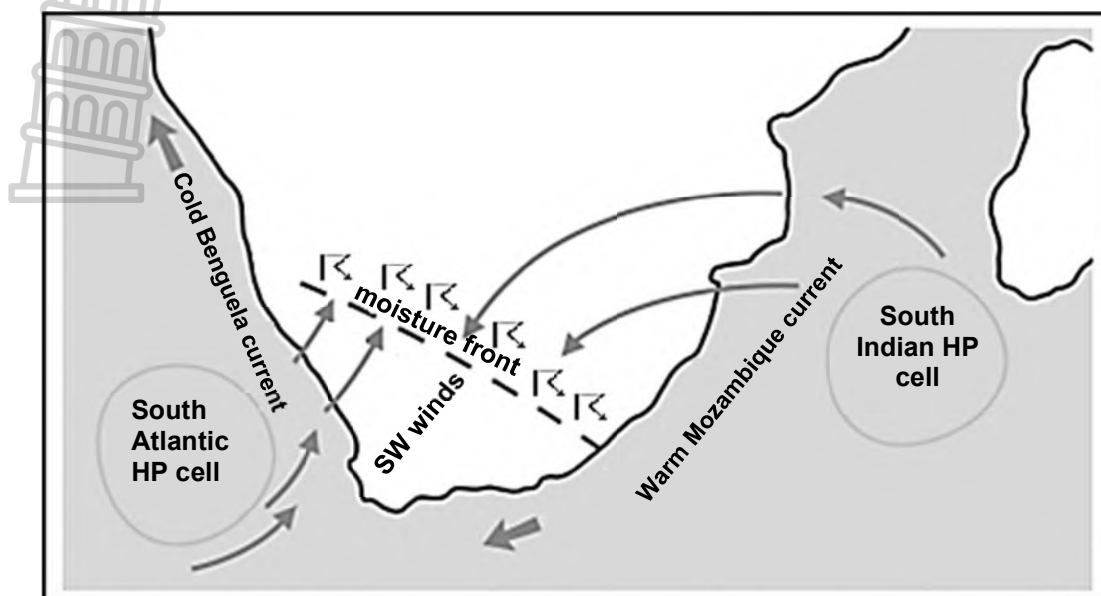 Cold Benguela current
moisture front
SW winds
South
Atlantic
HP cell
Warm Mozambique current
South
Indian HP
cell